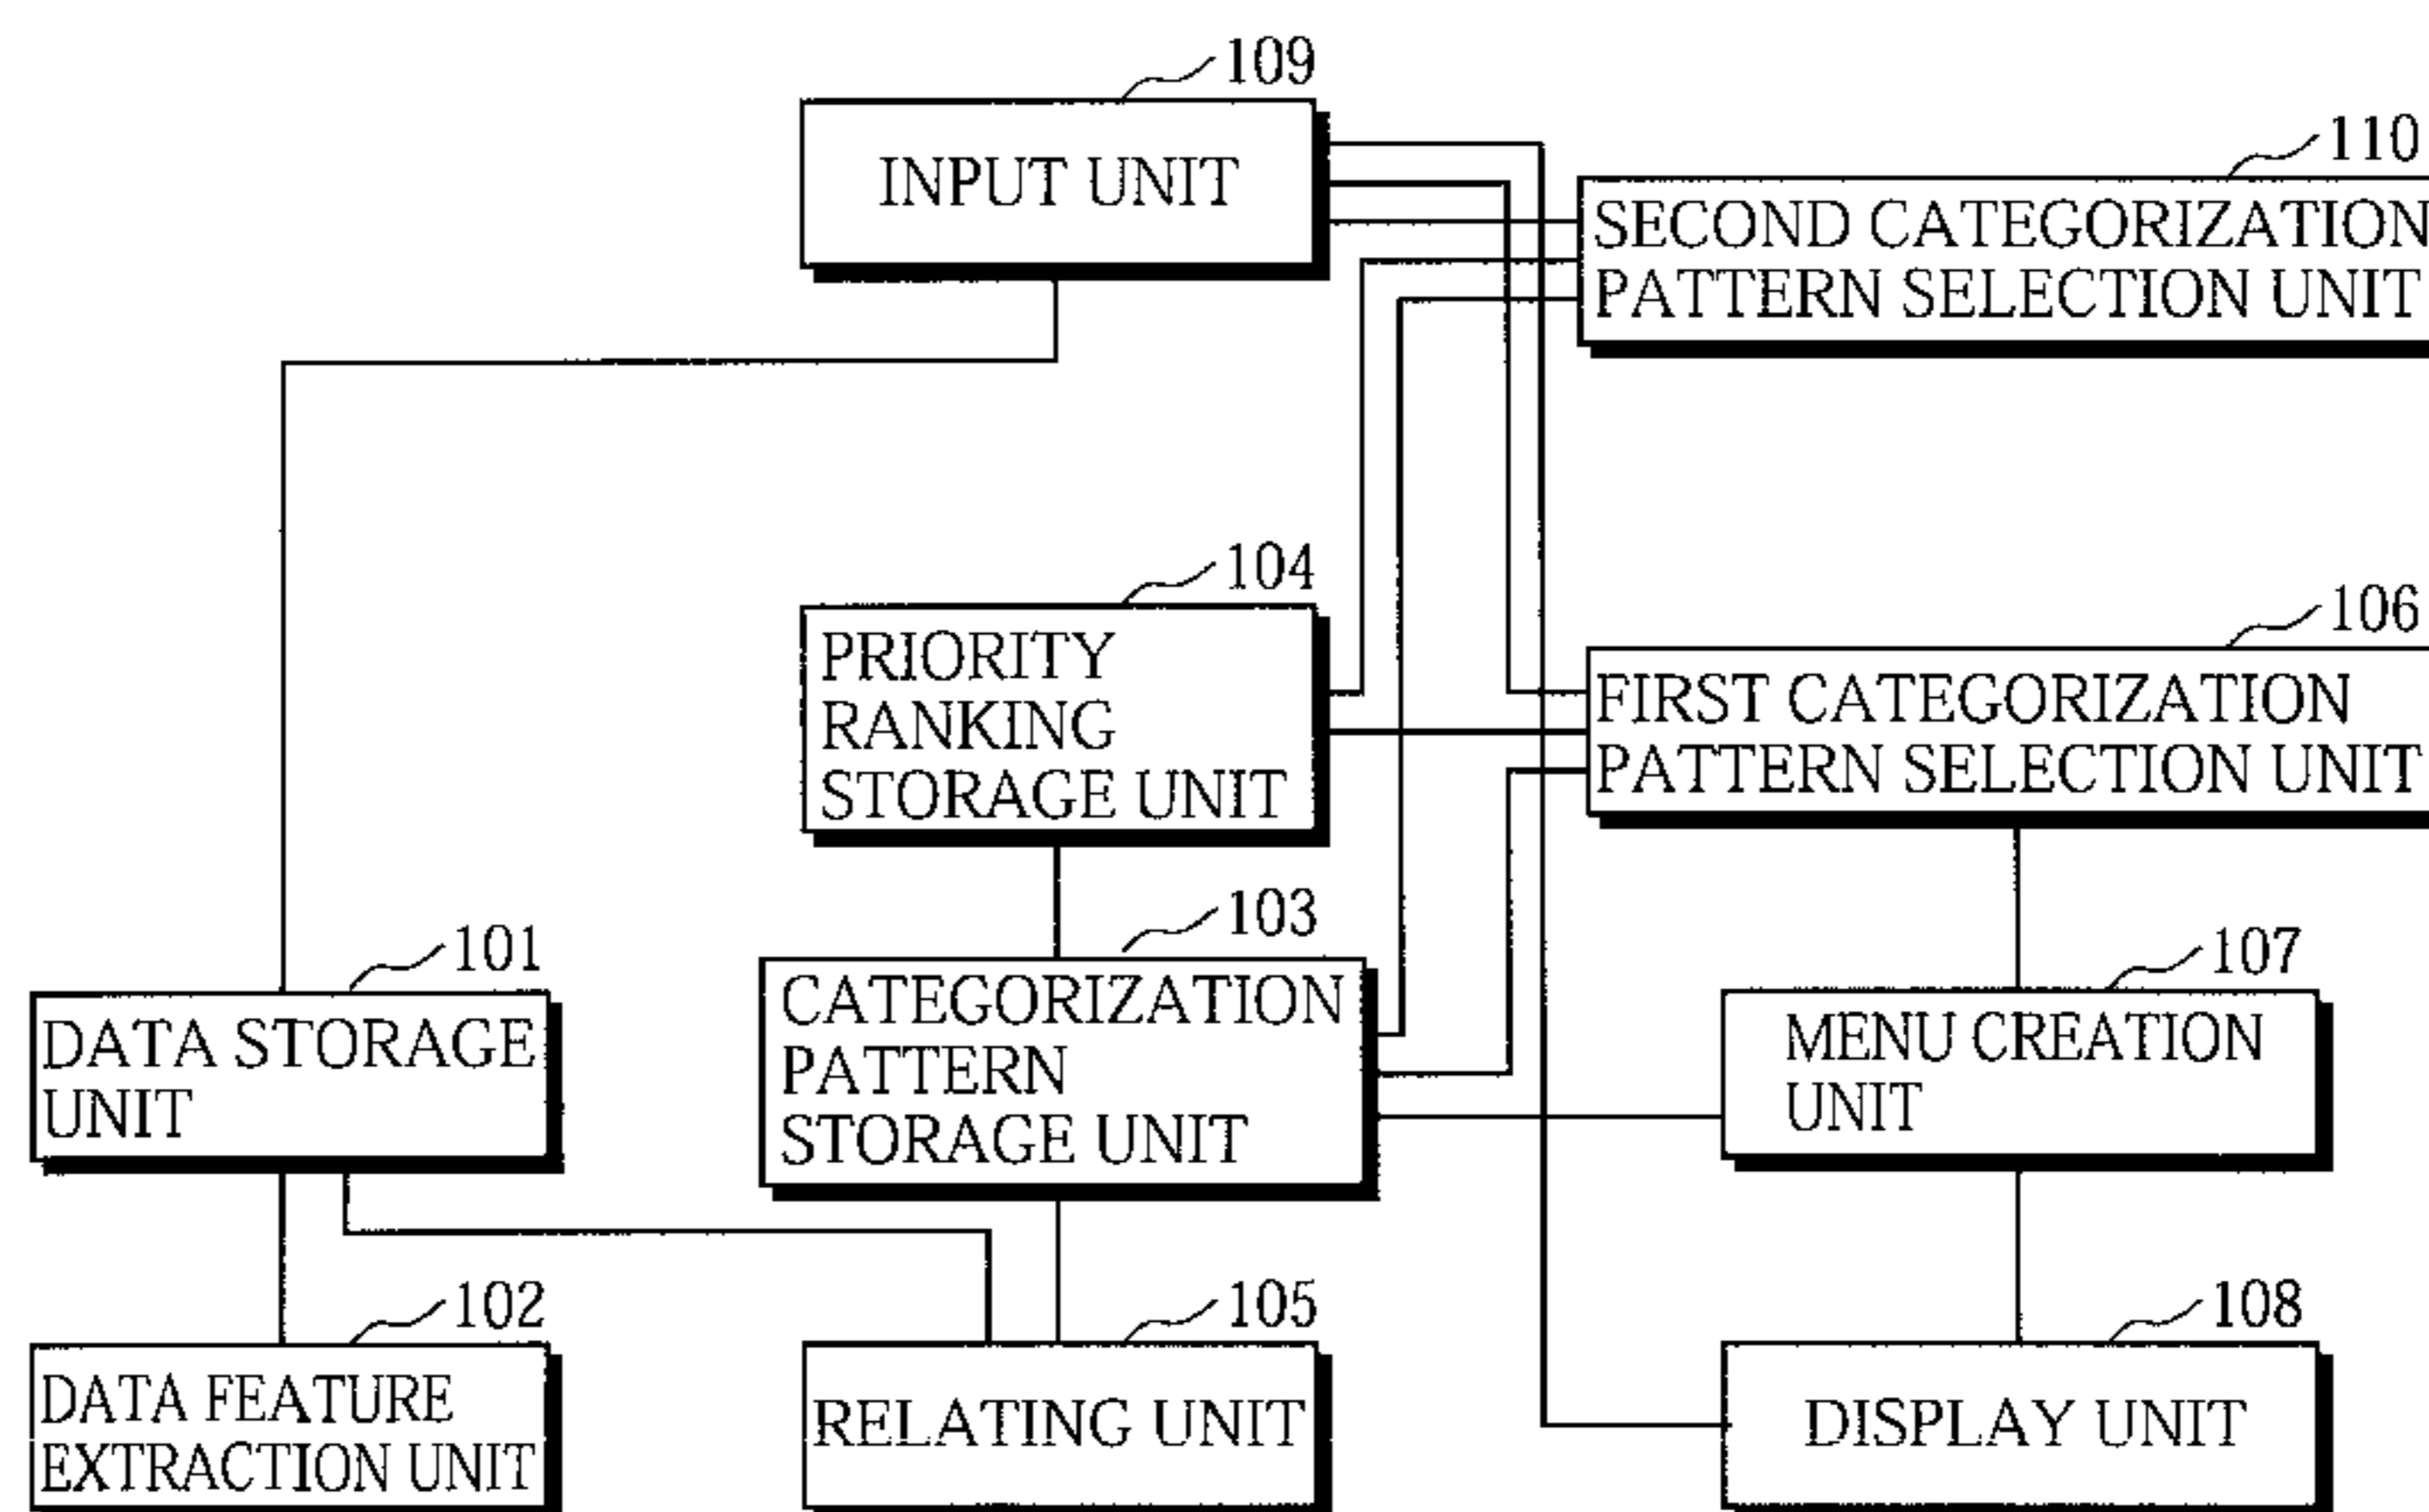 109
INPUT UNIT
110
SECOND CATEGORIZATION
PATTERN SELECTION UNIT
104
PRIORITY
RANKING
STORAGE UNIT
106
FIRST CATEGORIZATION
PATTERN SELECTION UNIT
103
CATEGORIZATION
PATTERN
STORAGE UNIT
101
DATA STORAGE
UNIT
107
MENU CREATION
UNIT
102
DATA FEATURE
EXTRACTION UNIT
105
RELATING UNIT
108
DISPLAY UNIT